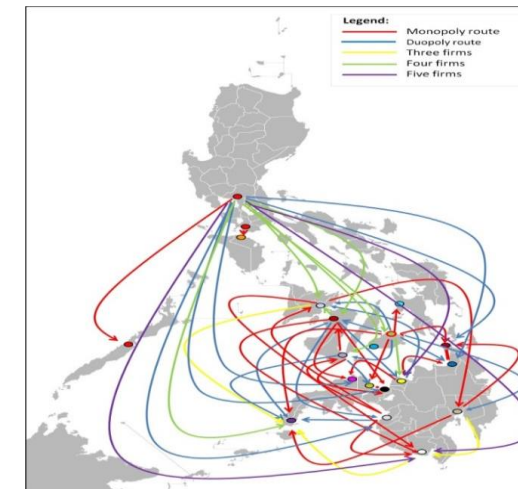 Legend:
Monopoly route
Duopoly route
Three firms
Four firms
Five firms